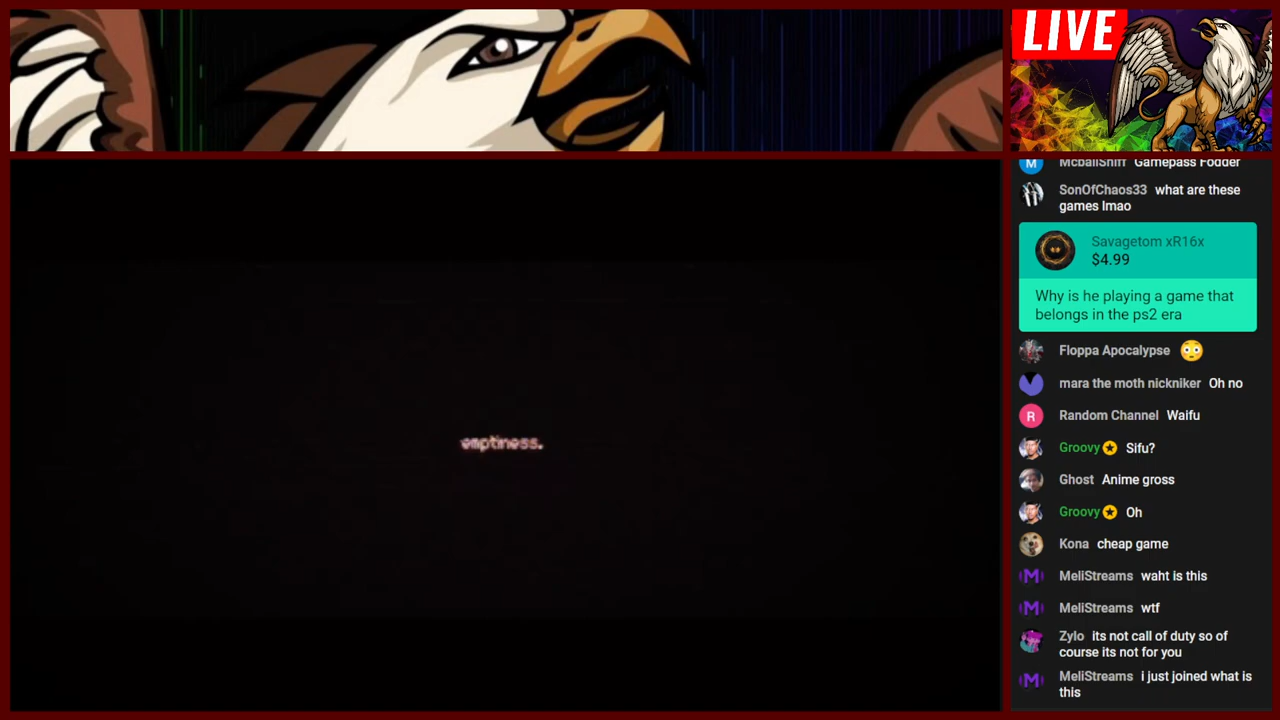 LIVE
McballSniff Gamepass Fodder
SonOfChaos33 what are these
games lmao
Savagetom xR16x
$4.99
Why is he playing a game that
belongs in the ps2 era
Floppa Apocalypse
mara the moth nickniker Oh no
R Random Channel Waifu
Groovy Sifu?
Ghost Anime gross
Groovy Oh
Kona cheap game
M MeliStreams waht is this
M MeliStreams wtf
Zylo its not call of duty so of
course its not for you
M MeliStreams i just joined what is
this
emptiness.